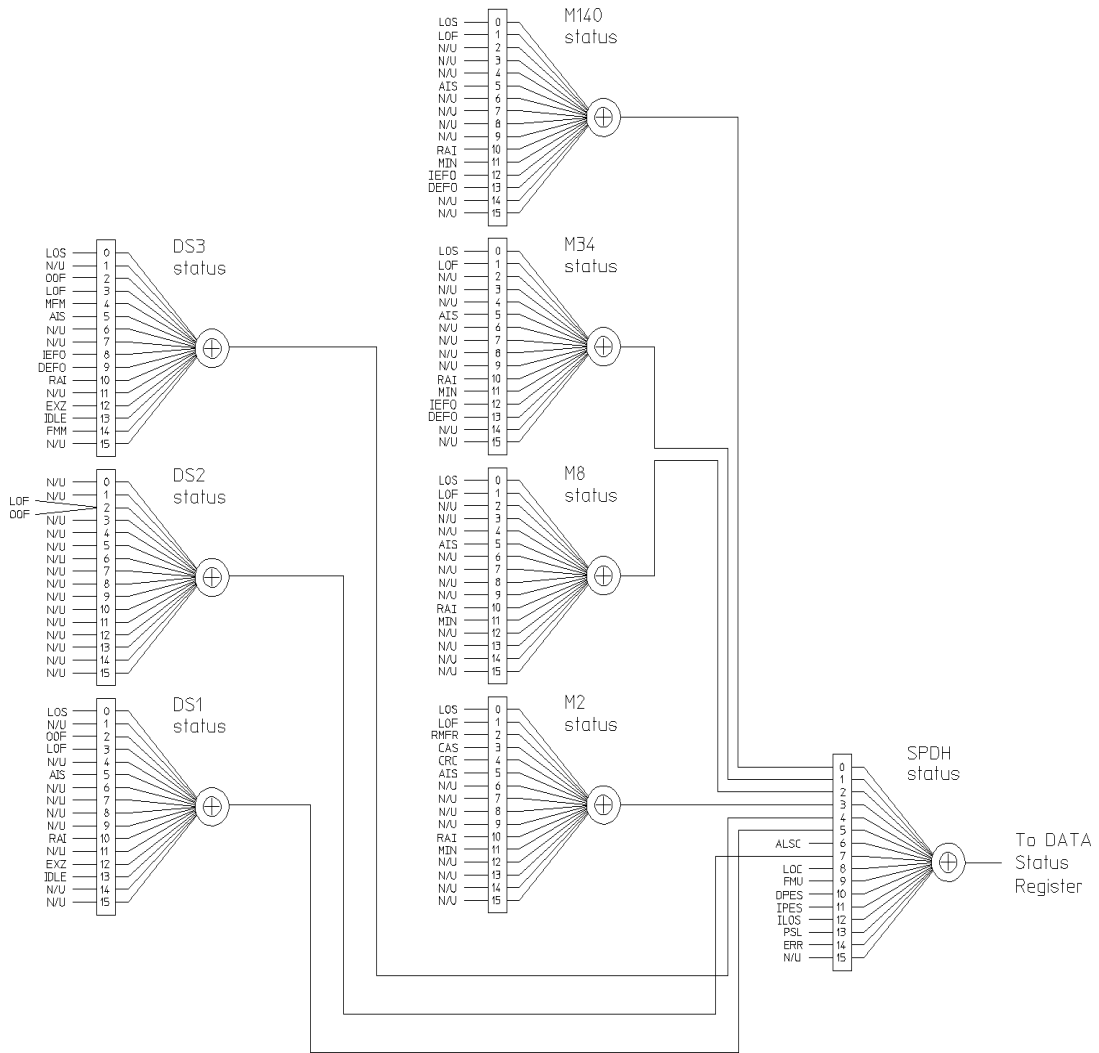 M140
status
LOS 0
LOF 1
N/U 2
N/U 3
N/U 4
AIS 5
N/U 6
N/U 7
N/U 8
N/U 9
RAI 10
MIN 11
IEFO 12
DEFO 13
N/U 14
N/U 15
DS3
status
LOS 0
N/U 1
OOF 2
LOF 3
MFM 4
AIS 5
N/U 6
N/U 7
IEFO 8
DEFO 9
RAI 10
N/U 11
EXZ 12
IDLE 13
FMM 14
N/U 15
M34
status
LOS 0
LOF 1
N/U 2
N/U 3
N/U 4
AIS 5
N/U 6
N/U 7
N/U 8
N/U 9
RAI 10
MIN 11
IEFO 12
DEFO 13
N/U 14
N/U 15
DS2
status
N/U 0
N/U 1
LOF
OOF
2
N/U 3
N/U 4
N/U 5
N/U 6
N/U 7
N/U 8
N/U 9
N/U 10
N/U 11
N/U 12
N/U 13
N/U 14
N/U 15
M8
status
LOS 0
LOF 1
N/U 2
N/U 3
N/U 4
AIS 5
N/U 6
N/U 7
N/U 8
N/U 9
RAI 10
MIN 11
N/U 12
N/U 13
N/U 14
N/U 15
DS1
status
LOS 0
N/U 1
OOF 2
LOF 3
N/U 4
AIS 5
N/U 6
N/U 7
N/U 8
N/U 9
RAI 10
N/U 11
EXZ 12
IDLE 13
N/U 14
N/U 15
M2
status
LOS 0
LOF 1
RMFR 2
CAS 3
CRC 4
AIS 5
N/U 6
N/U 7
N/U 8
N/U 9
RAI 10
MIN 11
N/U 12
N/U 13
N/U 14
N/U 15
SPDH
status
0
1
2
3
4
5
ALSC 6
7
LOC 8
FMU 9
DPES 10
IPES 11
ILOS 12
PSL 13
ERR 14
N/U 15
To DATA
Status
Register